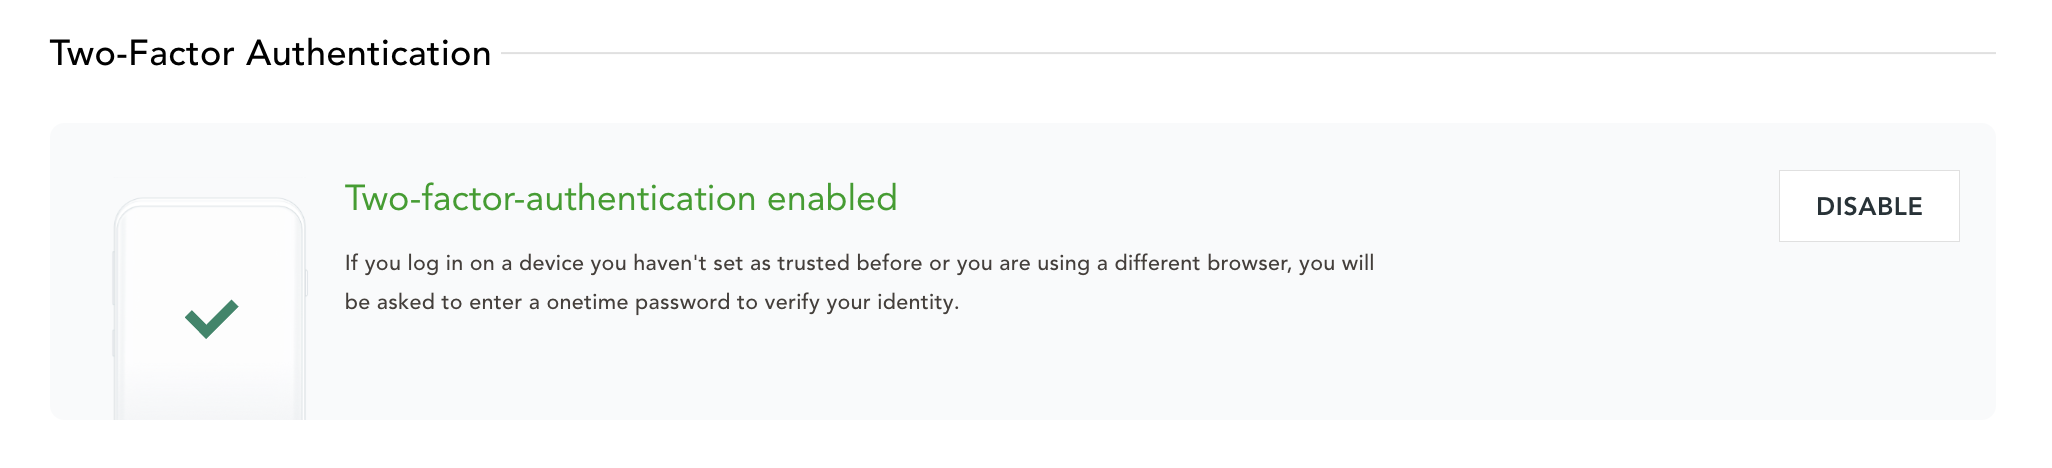 Two-Factor Authentication
Two-factor-authentication enabled
DISABLE
If you log in on a device you haven't set as trusted before or you are using a different browser, you will
be asked to enter a onetime password to verify your identity.